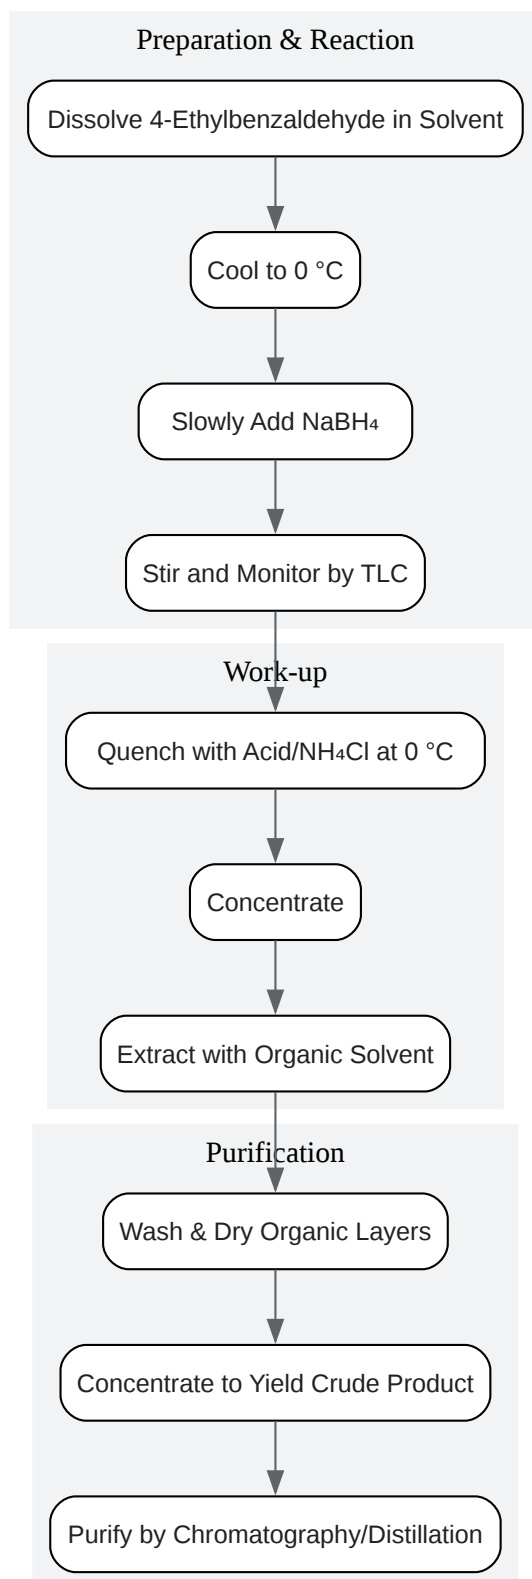 Preparation & Reaction
Dissolve 4-Ethylbenzaldehyde in Solvent
Cool to 0 °C
Slowly Add NaBH₄
Stir and Monitor by TLC
Work-up
Quench with Acid/NH₄Cl at 0 °C
Concentrate
Extract with Organic Solvent
Purification
Wash & Dry Organic Layers
Concentrate to Yield Crude Product
Purify by Chromatography/Distillation